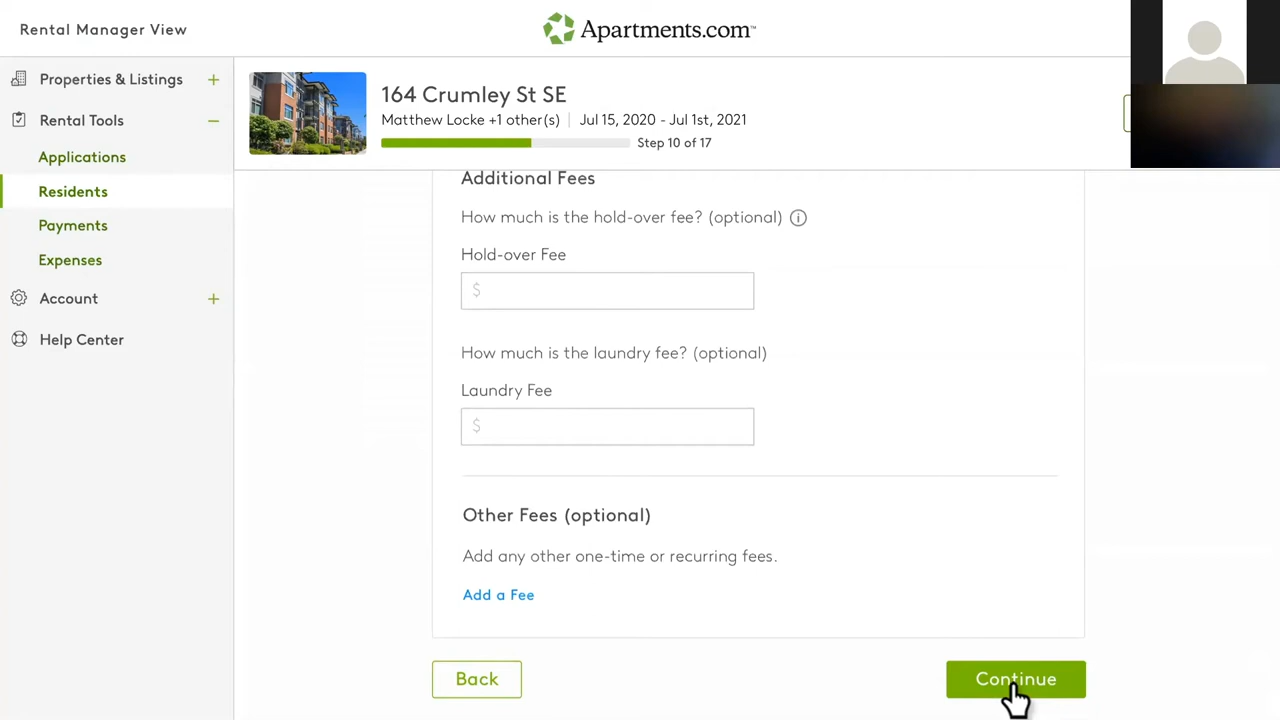 Rental Manager View
Apartments.com™
Properties & Listings +
Rental Tools −
Applications
Residents
Payments
Expenses
Account +
Help Center
164 Crumley St SE
Matthew Locke +1 other(s) | Jul 15, 2020 - Jul 1st, 2021
Step 10 of 17
Additional Fees
How much is the hold-over fee? (optional) i
Hold-over Fee
$
How much is the laundry fee? (optional)
Laundry Fee
$
Other Fees (optional)
Add any other one-time or recurring fees.
Add a Fee
Back
Continue